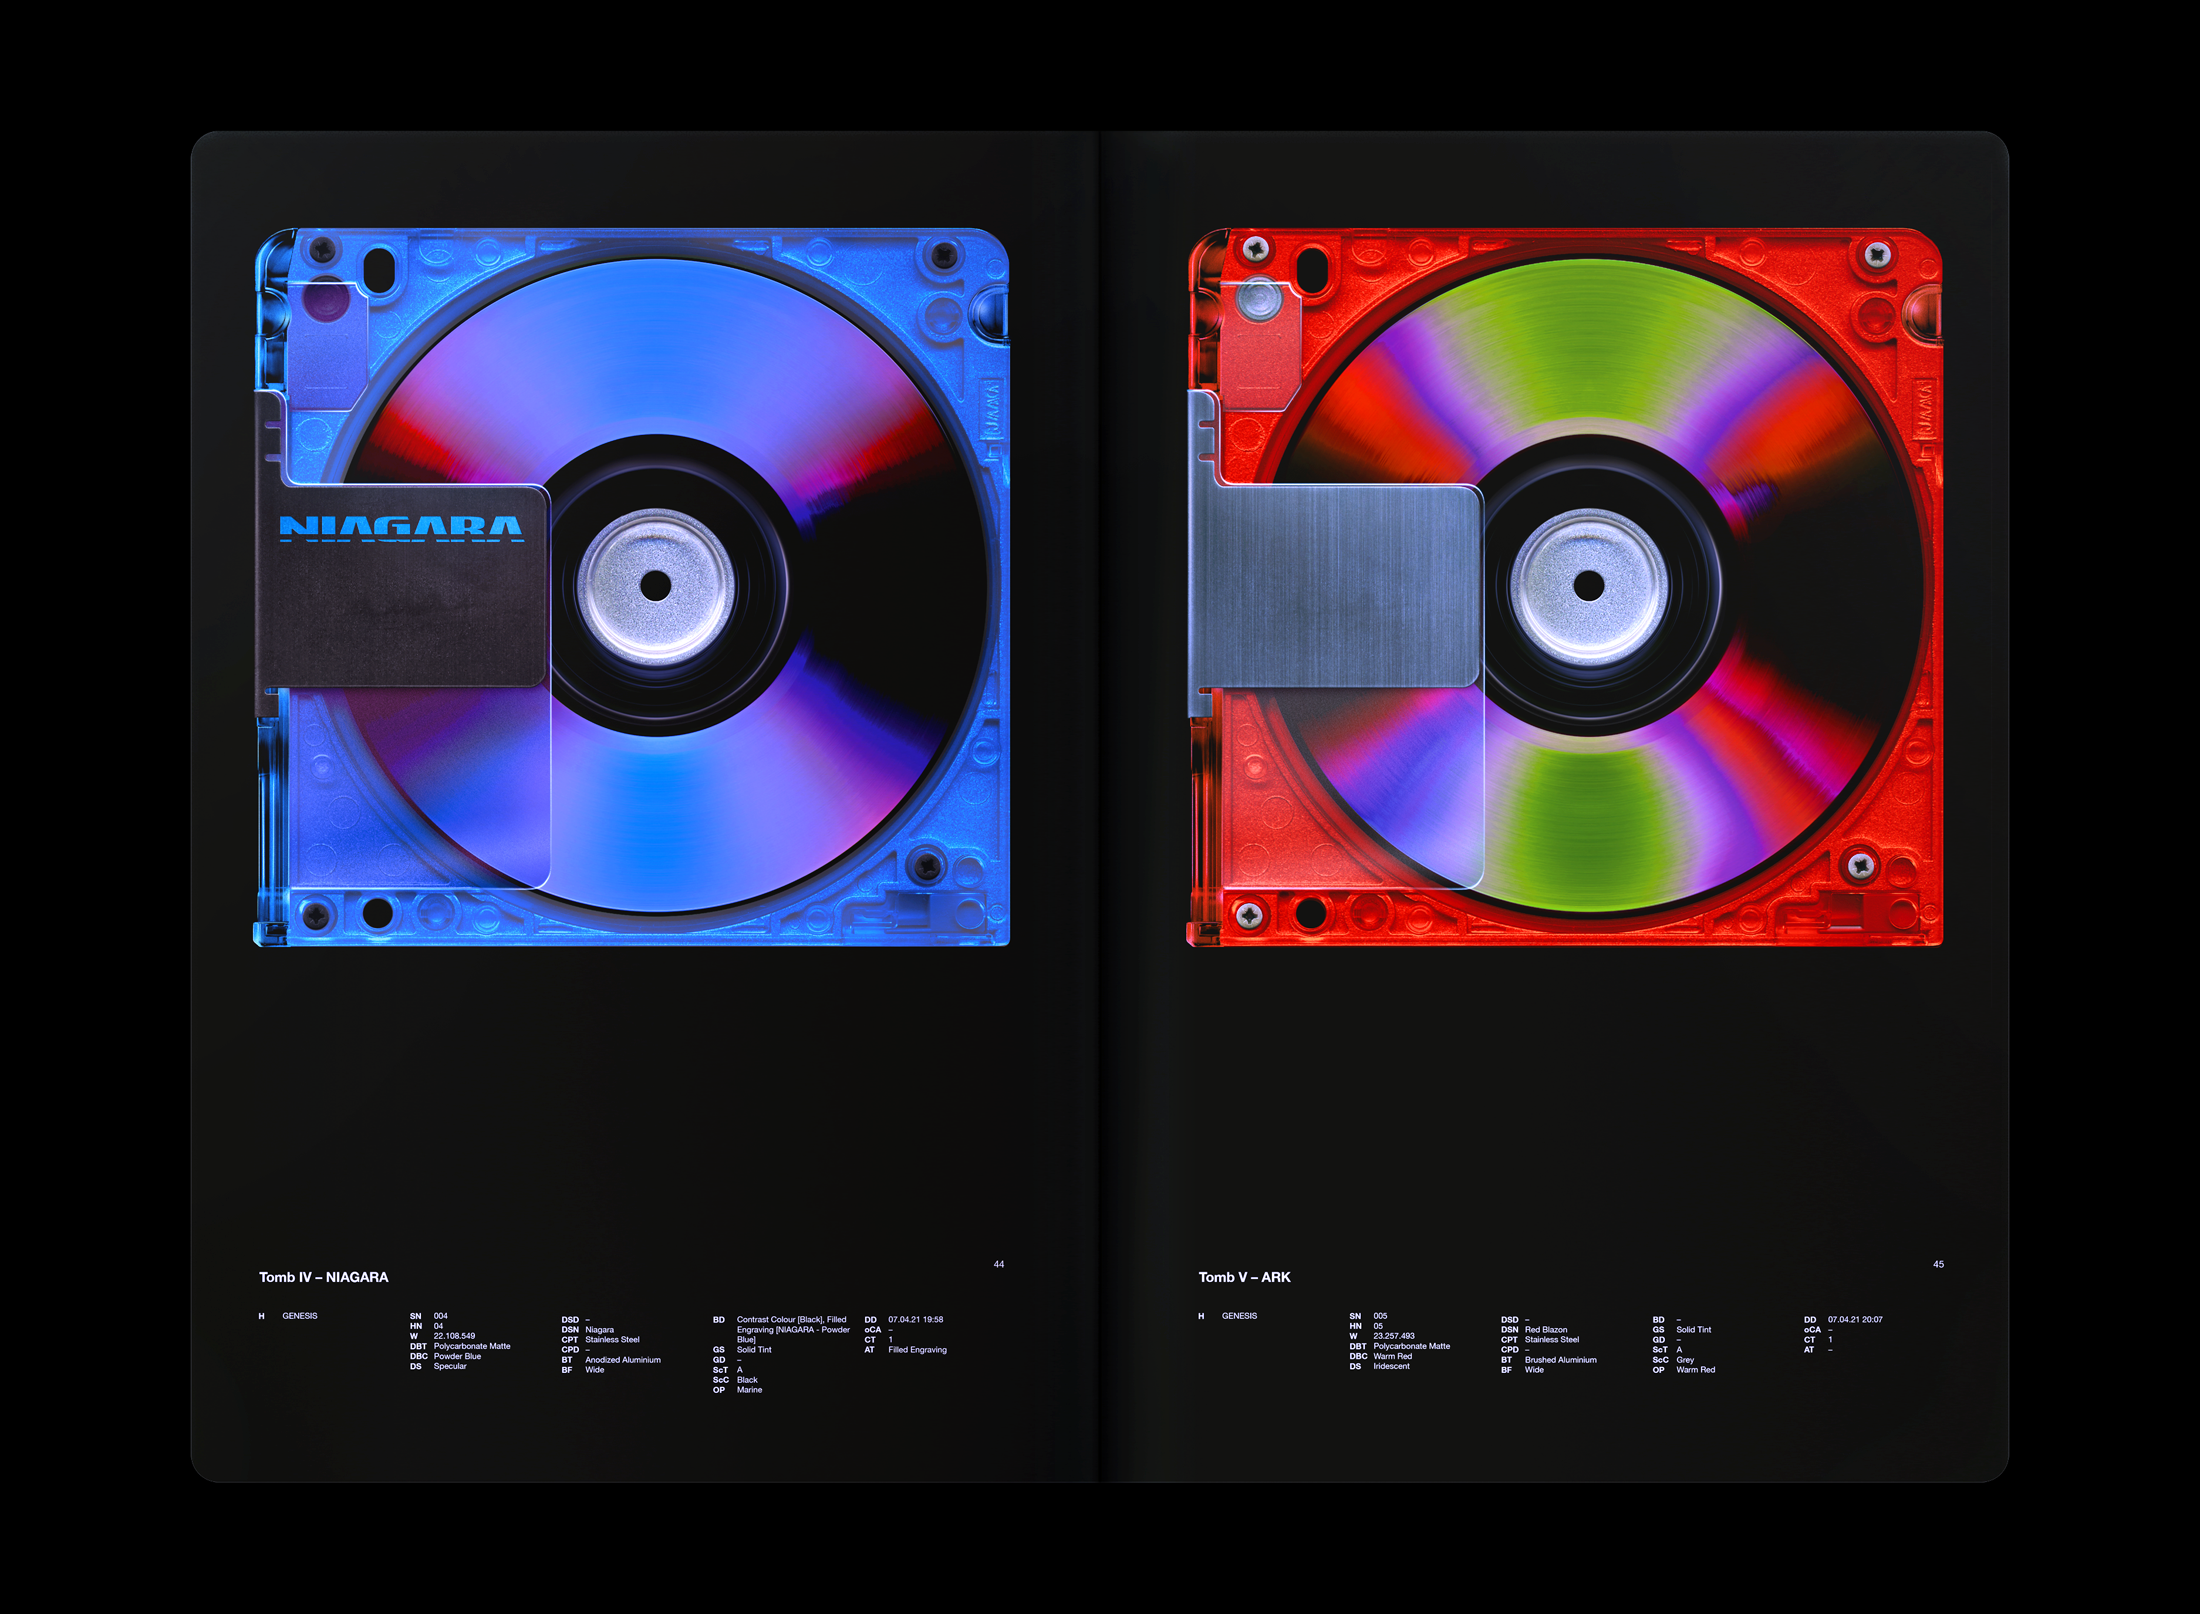 NIAGARA
44
Tomb IV – NIAGARA
H GENESIS
SN 004
HN 04
W 22.108.549
DBT Polycarbonate Matte
DBC Powder Blue
DS Specular
DSD –
DSN Niagara
CPT Stainless Steel
CPD –
BT Anodized Aluminium
BF Wide
BD Contrast Colour [Black], Filled
Engraving [NIAGARA - Powder
Blue]
GS Solid Tint
GD –
ScT A
ScC Black
OP Marine
DD 07.04.21 19:58
oCA –
CT 1
AT Filled Engraving
45
Tomb V – ARK
H GENESIS
SN 005
HN 05
W 23.257.493
DBT Polycarbonate Matte
DBC Warm Red
DS Iridescent
DSD –
DSN Red Blazon
CPT Stainless Steel
CPD –
BT Brushed Aluminium
BF Wide
BD –
GS Solid Tint
GD –
ScT A
ScC Grey
OP Warm Red
DD 07.04.21 20:07
oCA –
CT 1
AT –